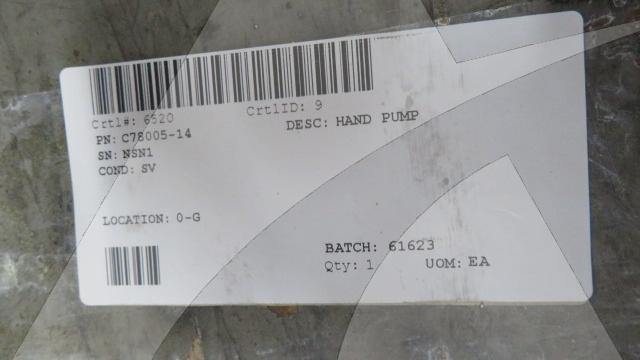 Crtl#: 6520 CrtlID: 9
PN: C78005-14 DESC: HAND PUMP
SN: NSN1
COND: SV
LOCATION: 0-G
BATCH: 61623
Qty: 1 UOM: EA